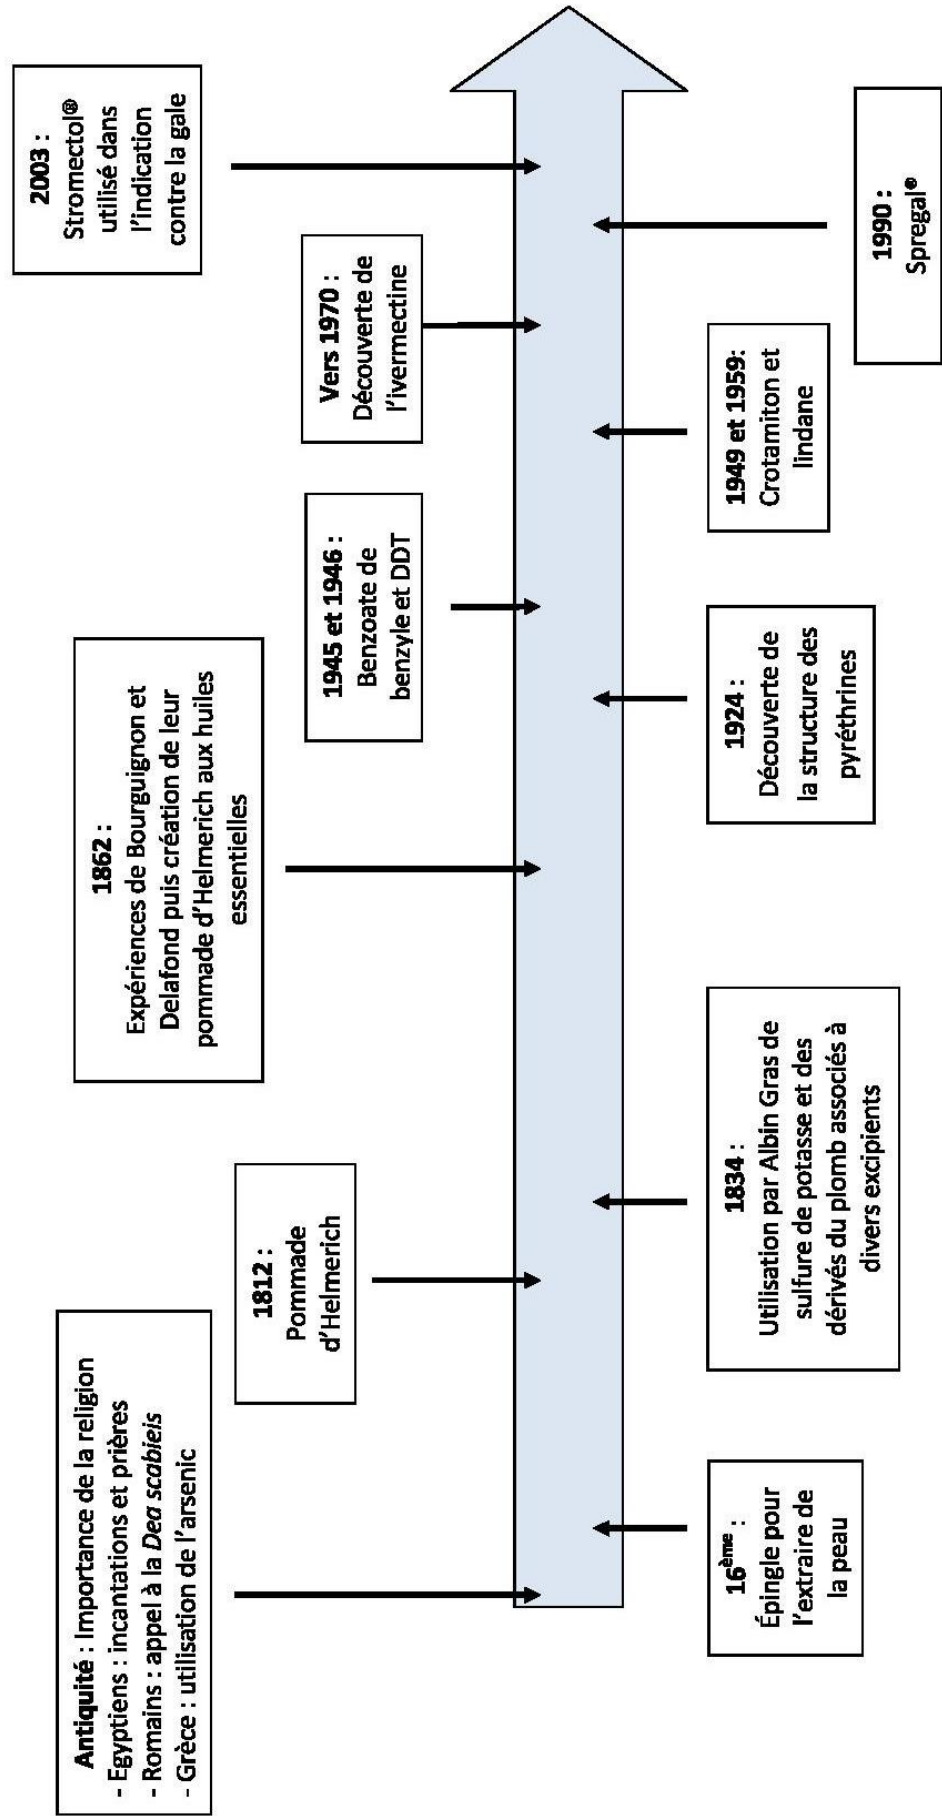 Antiquité : Importance de la religion
- Egyptiens : incantations et prières
- Romains : appel à la Dea scabieis
- Grèce : utilisation de l'arsenic
16ème :
Épingle pour
l'extraire de
la peau
1812 :
Pommade
d'Helmerich
1834 :
Utilisation par Albin Gras de
sulfure de potasse et des
dérivés du plomb associés à
divers excipients
1862 :
Expériences de Bourguignon et
Delafond puis création de leur
pommade d'Helmerich aux huiles
essentielles
1924 :
Découverte de
la structure des
pyréthrines
1945 et 1946 :
Benzoate de
benzyle et DDT
1949 et 1959:
Crotamiton et
lindane
Vers 1970 :
Découverte de
l'ivermectine
1990 :
Spregal®
2003 :
Stromectol®
utilisé dans
l'indication
contre la gale